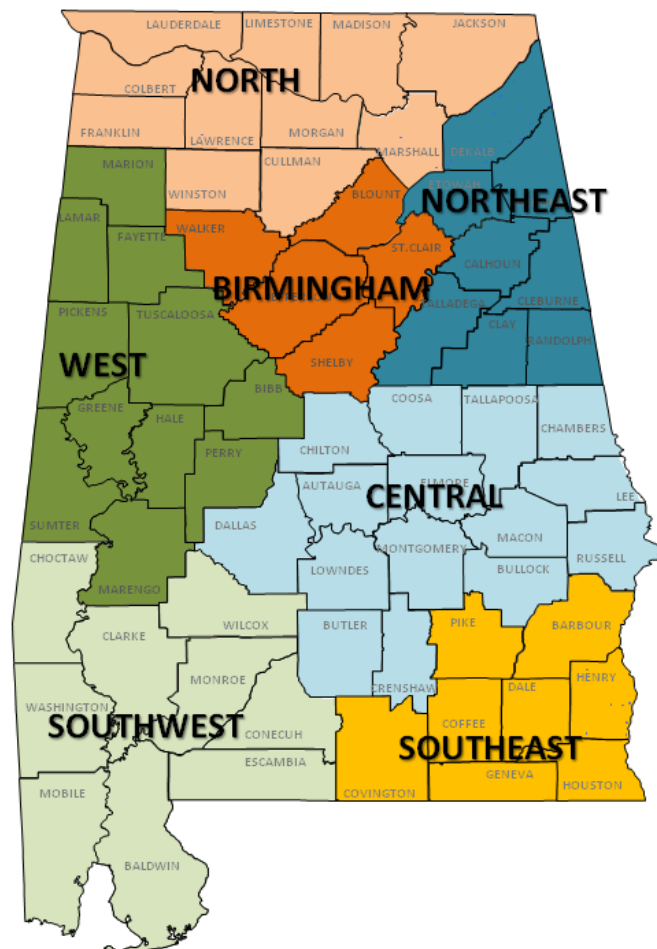 LAUDERDALE
LIMESTONE
MADISON
JACKSON
COLBERT
NORTH
FRANKLIN
LAWRENCE
MORGAN
MARSHALL
DEKALB
MARION
CULLMAN
WINSTON
BLOUNT
ETOWAH
NORTHEAST
LAMAR
FAYETTE
WALKER
ST.CLAIR
CALHOUN
BIRMINGHAM
PICKENS
TUSCALOOSA
ALLADEGA
CLEBURNE
CLAY
RANDOLPH
WEST
SHELBY
BIBB
GREENE
HALE
COOSA
TALLAPOOSA
CHAMBERS
PERRY
CHILTON
AUTAUGA
ELMORE
CENTRAL
LEE
SUMTER
DALLAS
MACON
CHOCTAW
LOWNDES
MONTGOMERY
BULLOCK
RUSSELL
MARENGO
CLARKE
WILCOX
BUTLER
PIKE
BARBOUR
MONROE
CRENSHAW
DALE
HENRY
WASHINGTON
SOUTHWEST
CONECUH
COFFEE
SOUTHEAST
ESCAMBIA
GENEVA
HOUSTON
MOBILE
COVINGTON
BALDWIN